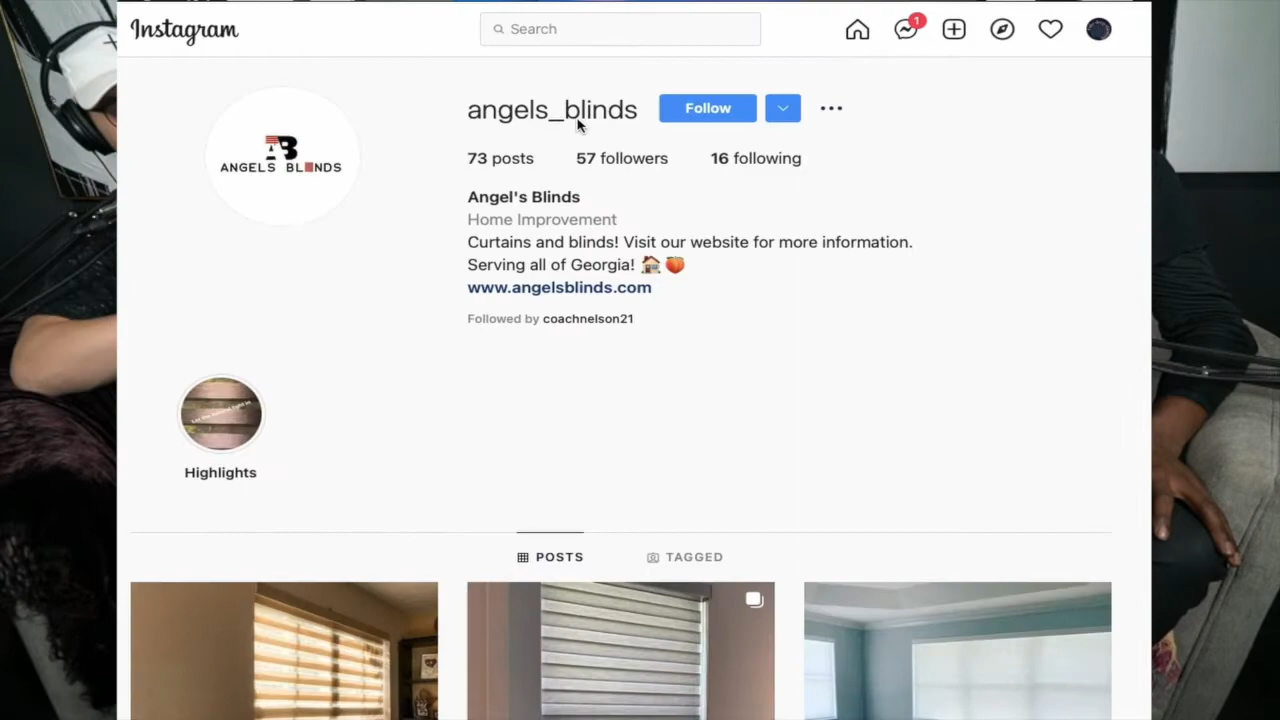 Instagram
Search
1
angels_blinds
Follow
73 posts
57 followers
16 following
ANGELS BLINDS
Angel's Blinds
Home Improvement
Curtains and blinds! Visit our website for more information.
Serving all of Georgia! 🏠 🍑
www.angelsblinds.com
Followed by coachnelson21
Highlights
POSTS
TAGGED